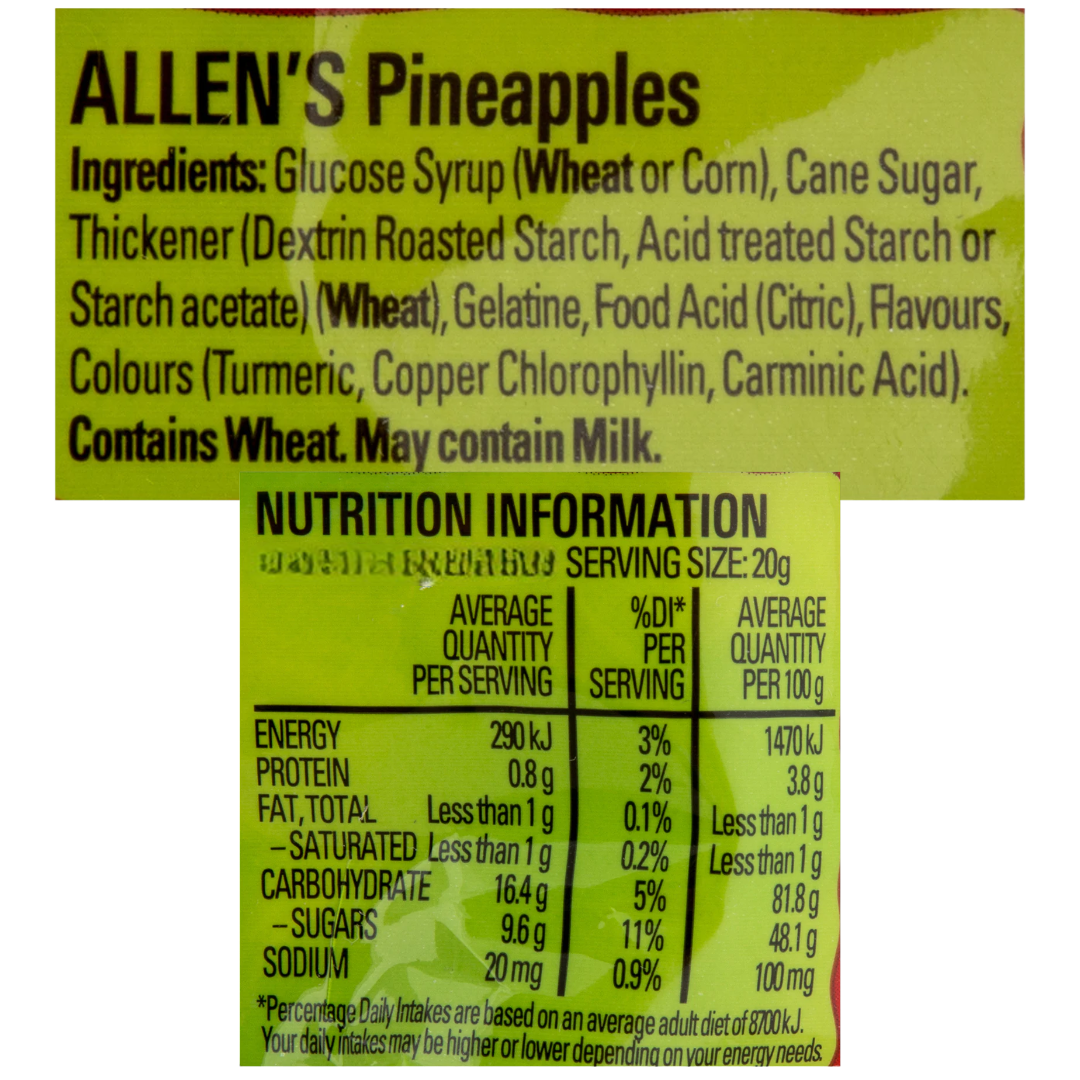 ALLEN'S Pineapples
Ingredients: Glucose Syrup (Wheat or Corn), Cane Sugar,
Thickener (Dextrin Roasted Starch, Acid treated Starch or
Starch acetate) (Wheat), Gelatine, Food Acid (Citric), Flavours,
Colours (Turmeric, Copper Chlorophyllin, Carminic Acid).
Contains Wheat. May contain Milk.
NUTRITION INFORMATION
SERVING SIZE: 20g
AVERAGE %DI* AVERAGE
QUANTITY PER QUANTITY
PER SERVING SERVING PER 100 g
ENERGY 290 kJ 3% 1470 kJ
PROTEIN 0.8 g 2% 3.8 g
FAT, TOTAL Less than 1 g 0.1% Less than 1 g
– SATURATED Less than 1 g 0.2% Less than 1 g
CARBOHYDRATE 16.4 g 5% 81.8 g
– SUGARS 9.6 g 11% 48.1 g
SODIUM 20 mg 0.9% 100 mg
*Percentage Daily Intakes are based on an average adult diet of 8700 kJ.
Your daily intakes may be higher or lower depending on your energy needs.